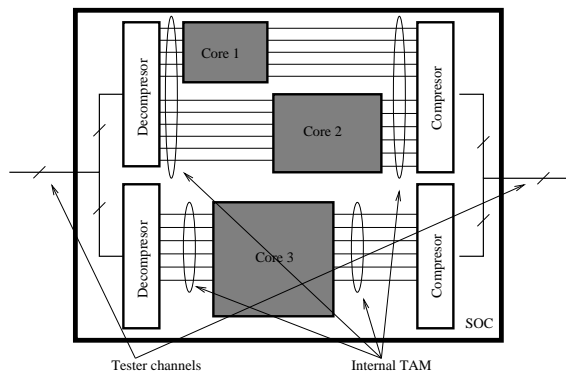 Core 1
Decompresor
Compresor
Core 2
Decompresor
Core 3
Compresor
SOC
Tester channels
Internal TAM